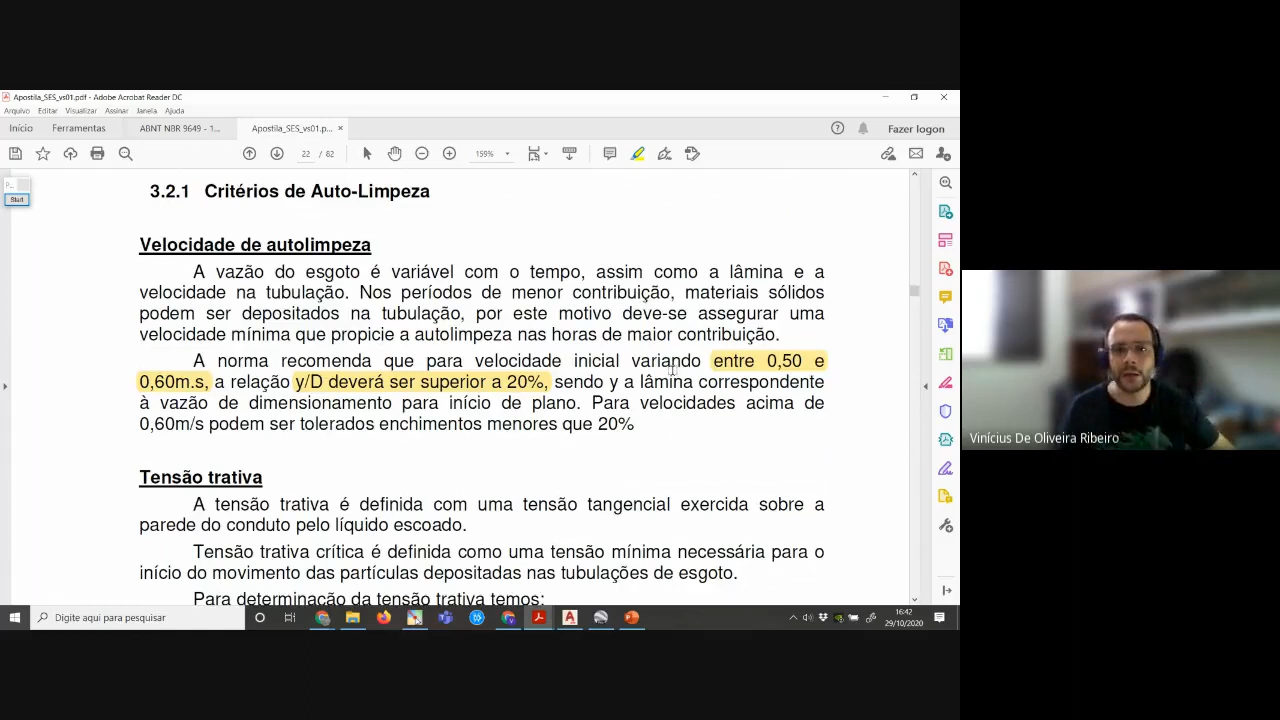 Apostila_SES_vs01.pdf - Adobe Acrobat Reader DC
Arquivo Editar Visualizar Assinar Janela Ajuda
Início Ferramentas ABNT NBR 9649 - 1... Apostila_SES_vs01.p... × Fazer logon
22 / 82 159%
P...
Start
3.2.1 Critérios de Auto-Limpeza
Velocidade de autolimpeza
A vazão do esgoto é variável com o tempo, assim como a lâmina e a
velocidade na tubulação. Nos períodos de menor contribuição, materiais sólidos
podem ser depositados na tubulação, por este motivo deve-se assegurar uma
velocidade mínima que propicie a autolimpeza nas horas de maior contribuição.
A norma recomenda que para velocidade inicial variando entre 0,50 e
0,60m.s, a relação y/D deverá ser superior a 20%, sendo y a lâmina correspondente
à vazão de dimensionamento para início de plano. Para velocidades acima de
0,60m/s podem ser tolerados enchimentos menores que 20%
Tensão trativa
A tensão trativa é definida com uma tensão tangencial exercida sobre a
parede do conduto pelo líquido escoado.
Tensão trativa crítica é definida como uma tensão mínima necessária para o
início do movimento das partículas depositadas nas tubulações de esgoto.
Para determinação da tensão trativa temos:
Vinícius De Oliveira Ribeiro
Digite aqui para pesquisar
16:42
29/10/2020